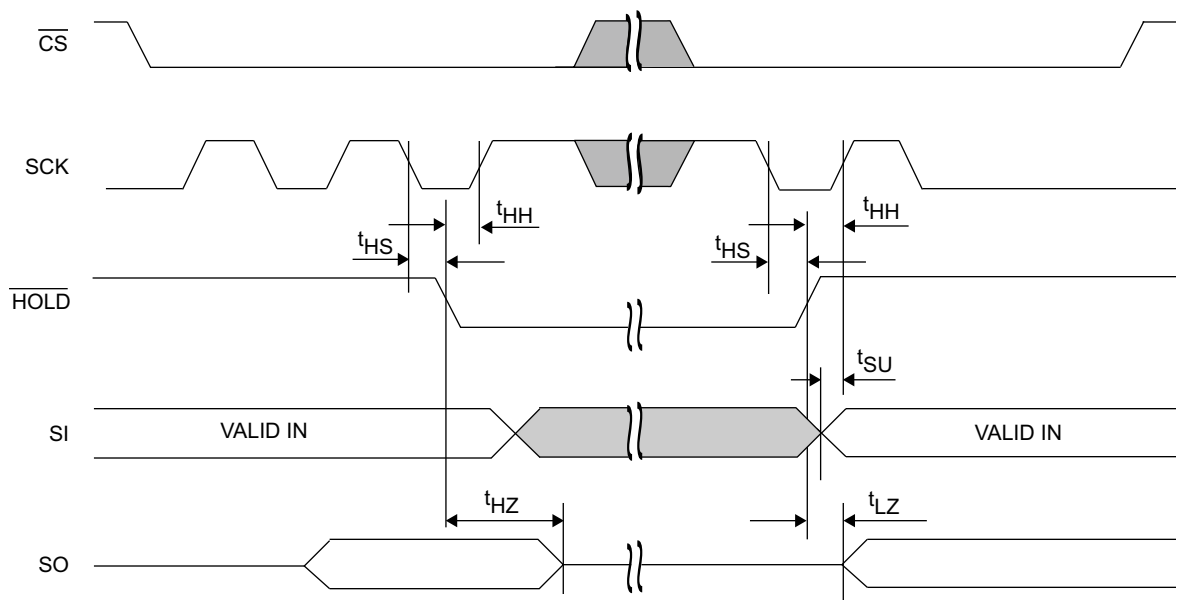 CS
SCK
tHH
tHH
tHS
tHS
HOLD
tSU
SI
VALID IN
VALID IN
tHZ
tLZ
SO